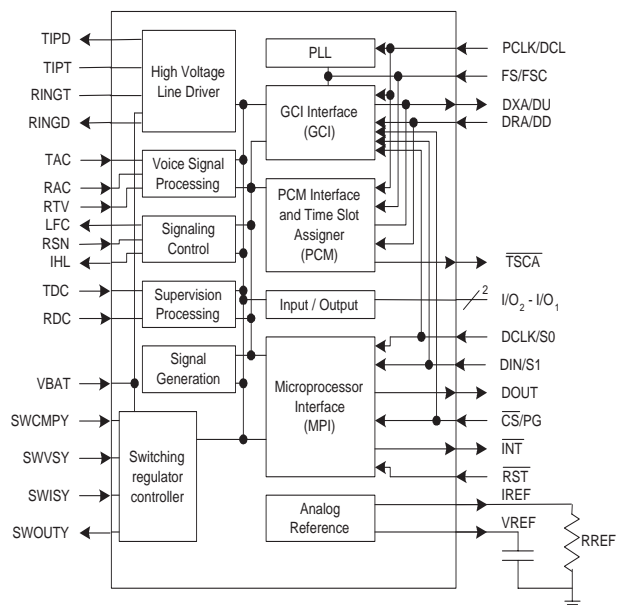 TIPD
TIPT
RINGT
RINGD
TAC
RAC
RTV
LFC
RSN
IHL
TDC
RDC
VBAT
SWCMPY
SWVSY
SWISY
SWOUTY
High Voltage
Line Driver
Voice Signal
Processing
Signaling
Control
Supervision
Processing
Signal
Generation
Switching
regulator
controller
PLL
GCI Interface
(GCI)
PCM Interface
and Time Slot
Assigner
(PCM)
Input / Output
Microprocessor
Interface
(MPI)
Analog
Reference
PCLK/DCL
FS/FSC
DXA/DU
DRA/DD
TSCA
2
I/O2 - I/O1
DCLK/S0
DIN/S1
DOUT
CS/PG
INT
RST
IREF
VREF
RREF